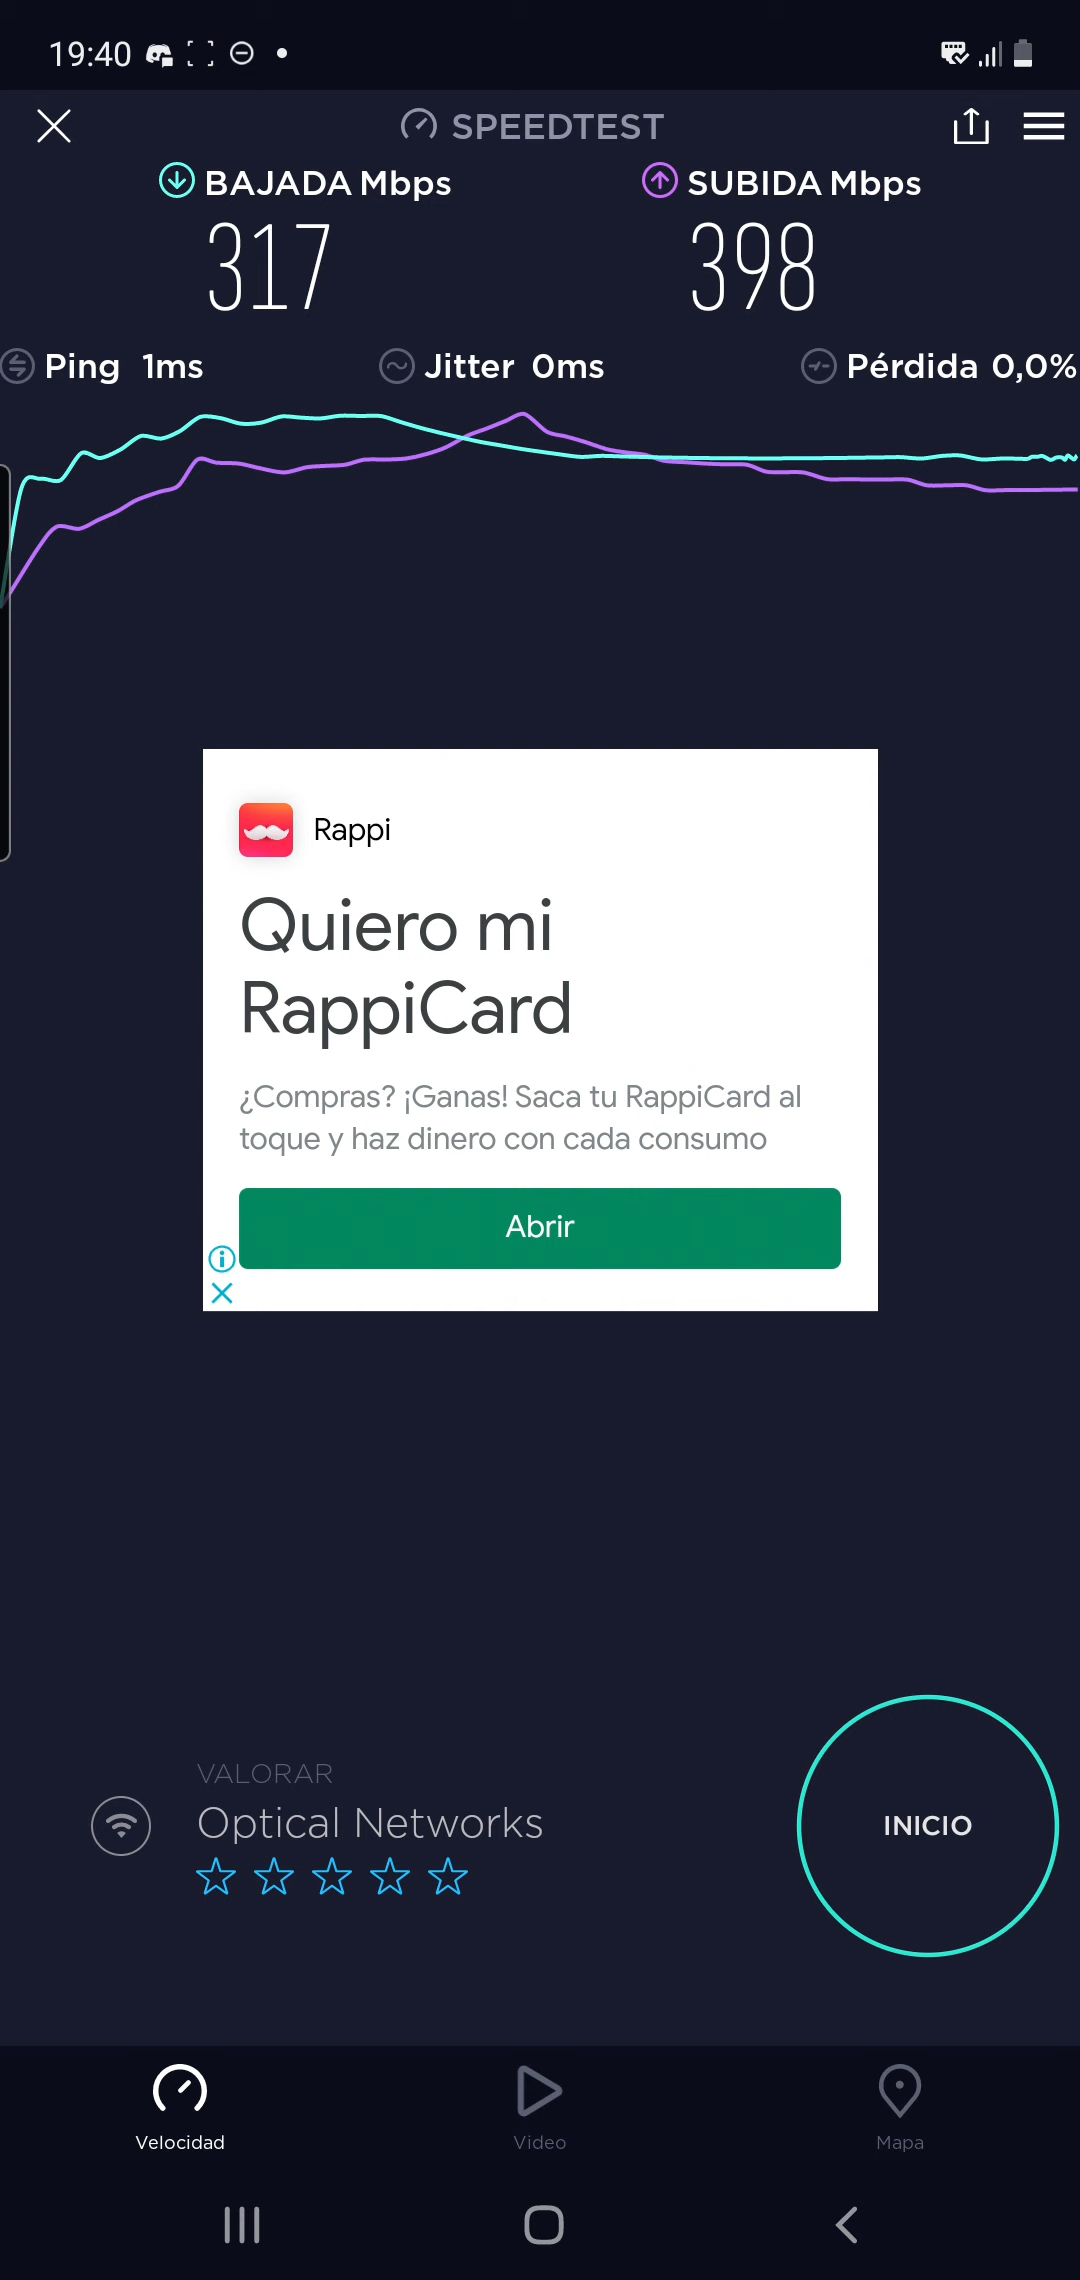 19:40
SPEEDTEST
BAJADA Mbps
317
SUBIDA Mbps
398
Ping 1ms
Jitter 0ms
Pérdida 0,0%
Rappi
Quiero mi
RappiCard
¿Compras? ¡Ganas! Saca tu RappiCard al
toque y haz dinero con cada consumo
Abrir
VALORAR
Optical Networks
INICIO
Velocidad
Video
Mapa